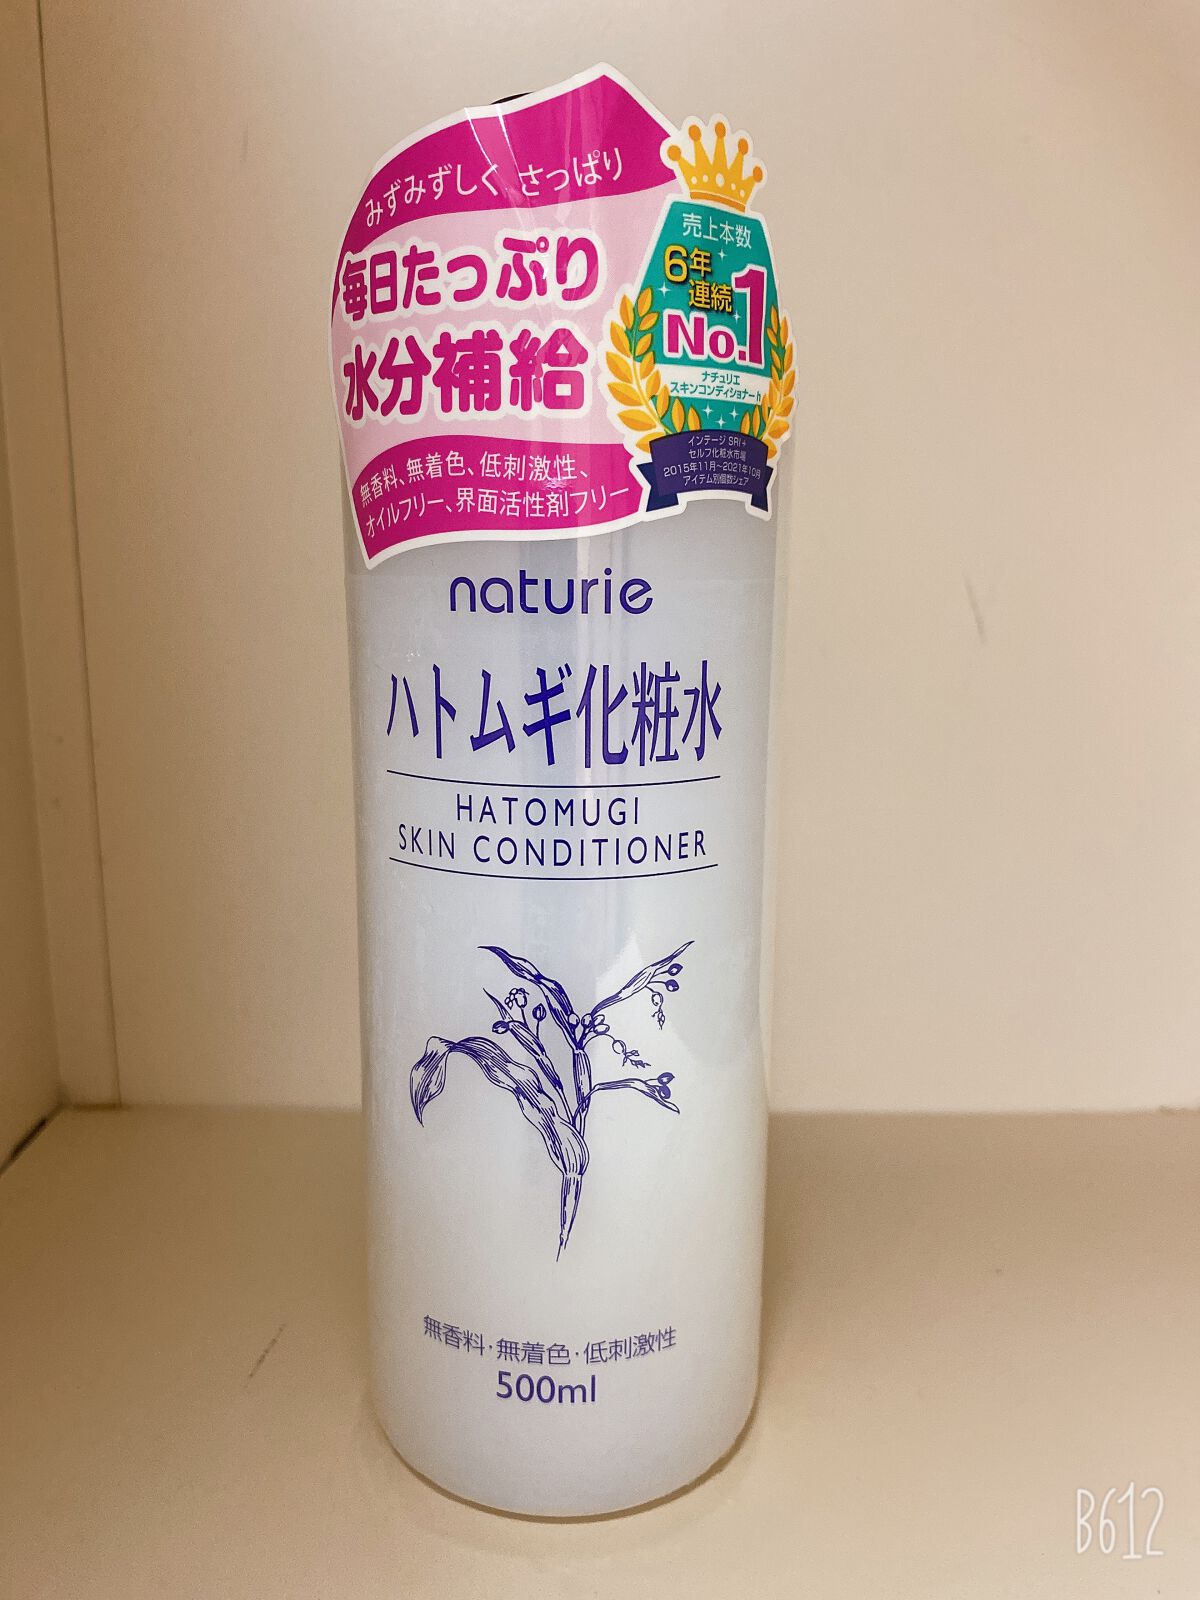 みずみずしく さっぱり
毎日たっぷり
水分補給
無香料、無着色、低刺激性、
オイルフリー、界面活性剤フリー
売上本数
6年
連続
No.1
ナチュリエ
スキンコンディショナーh
インテージ SRI+
セルフ化粧水市場
2015年11月~2021年10月
アイテム別個数シェア
naturie
ハトムギ化粧水
HATOMUGI
SKIN CONDITIONER
無香料・無着色・低刺激性
500ml
B612